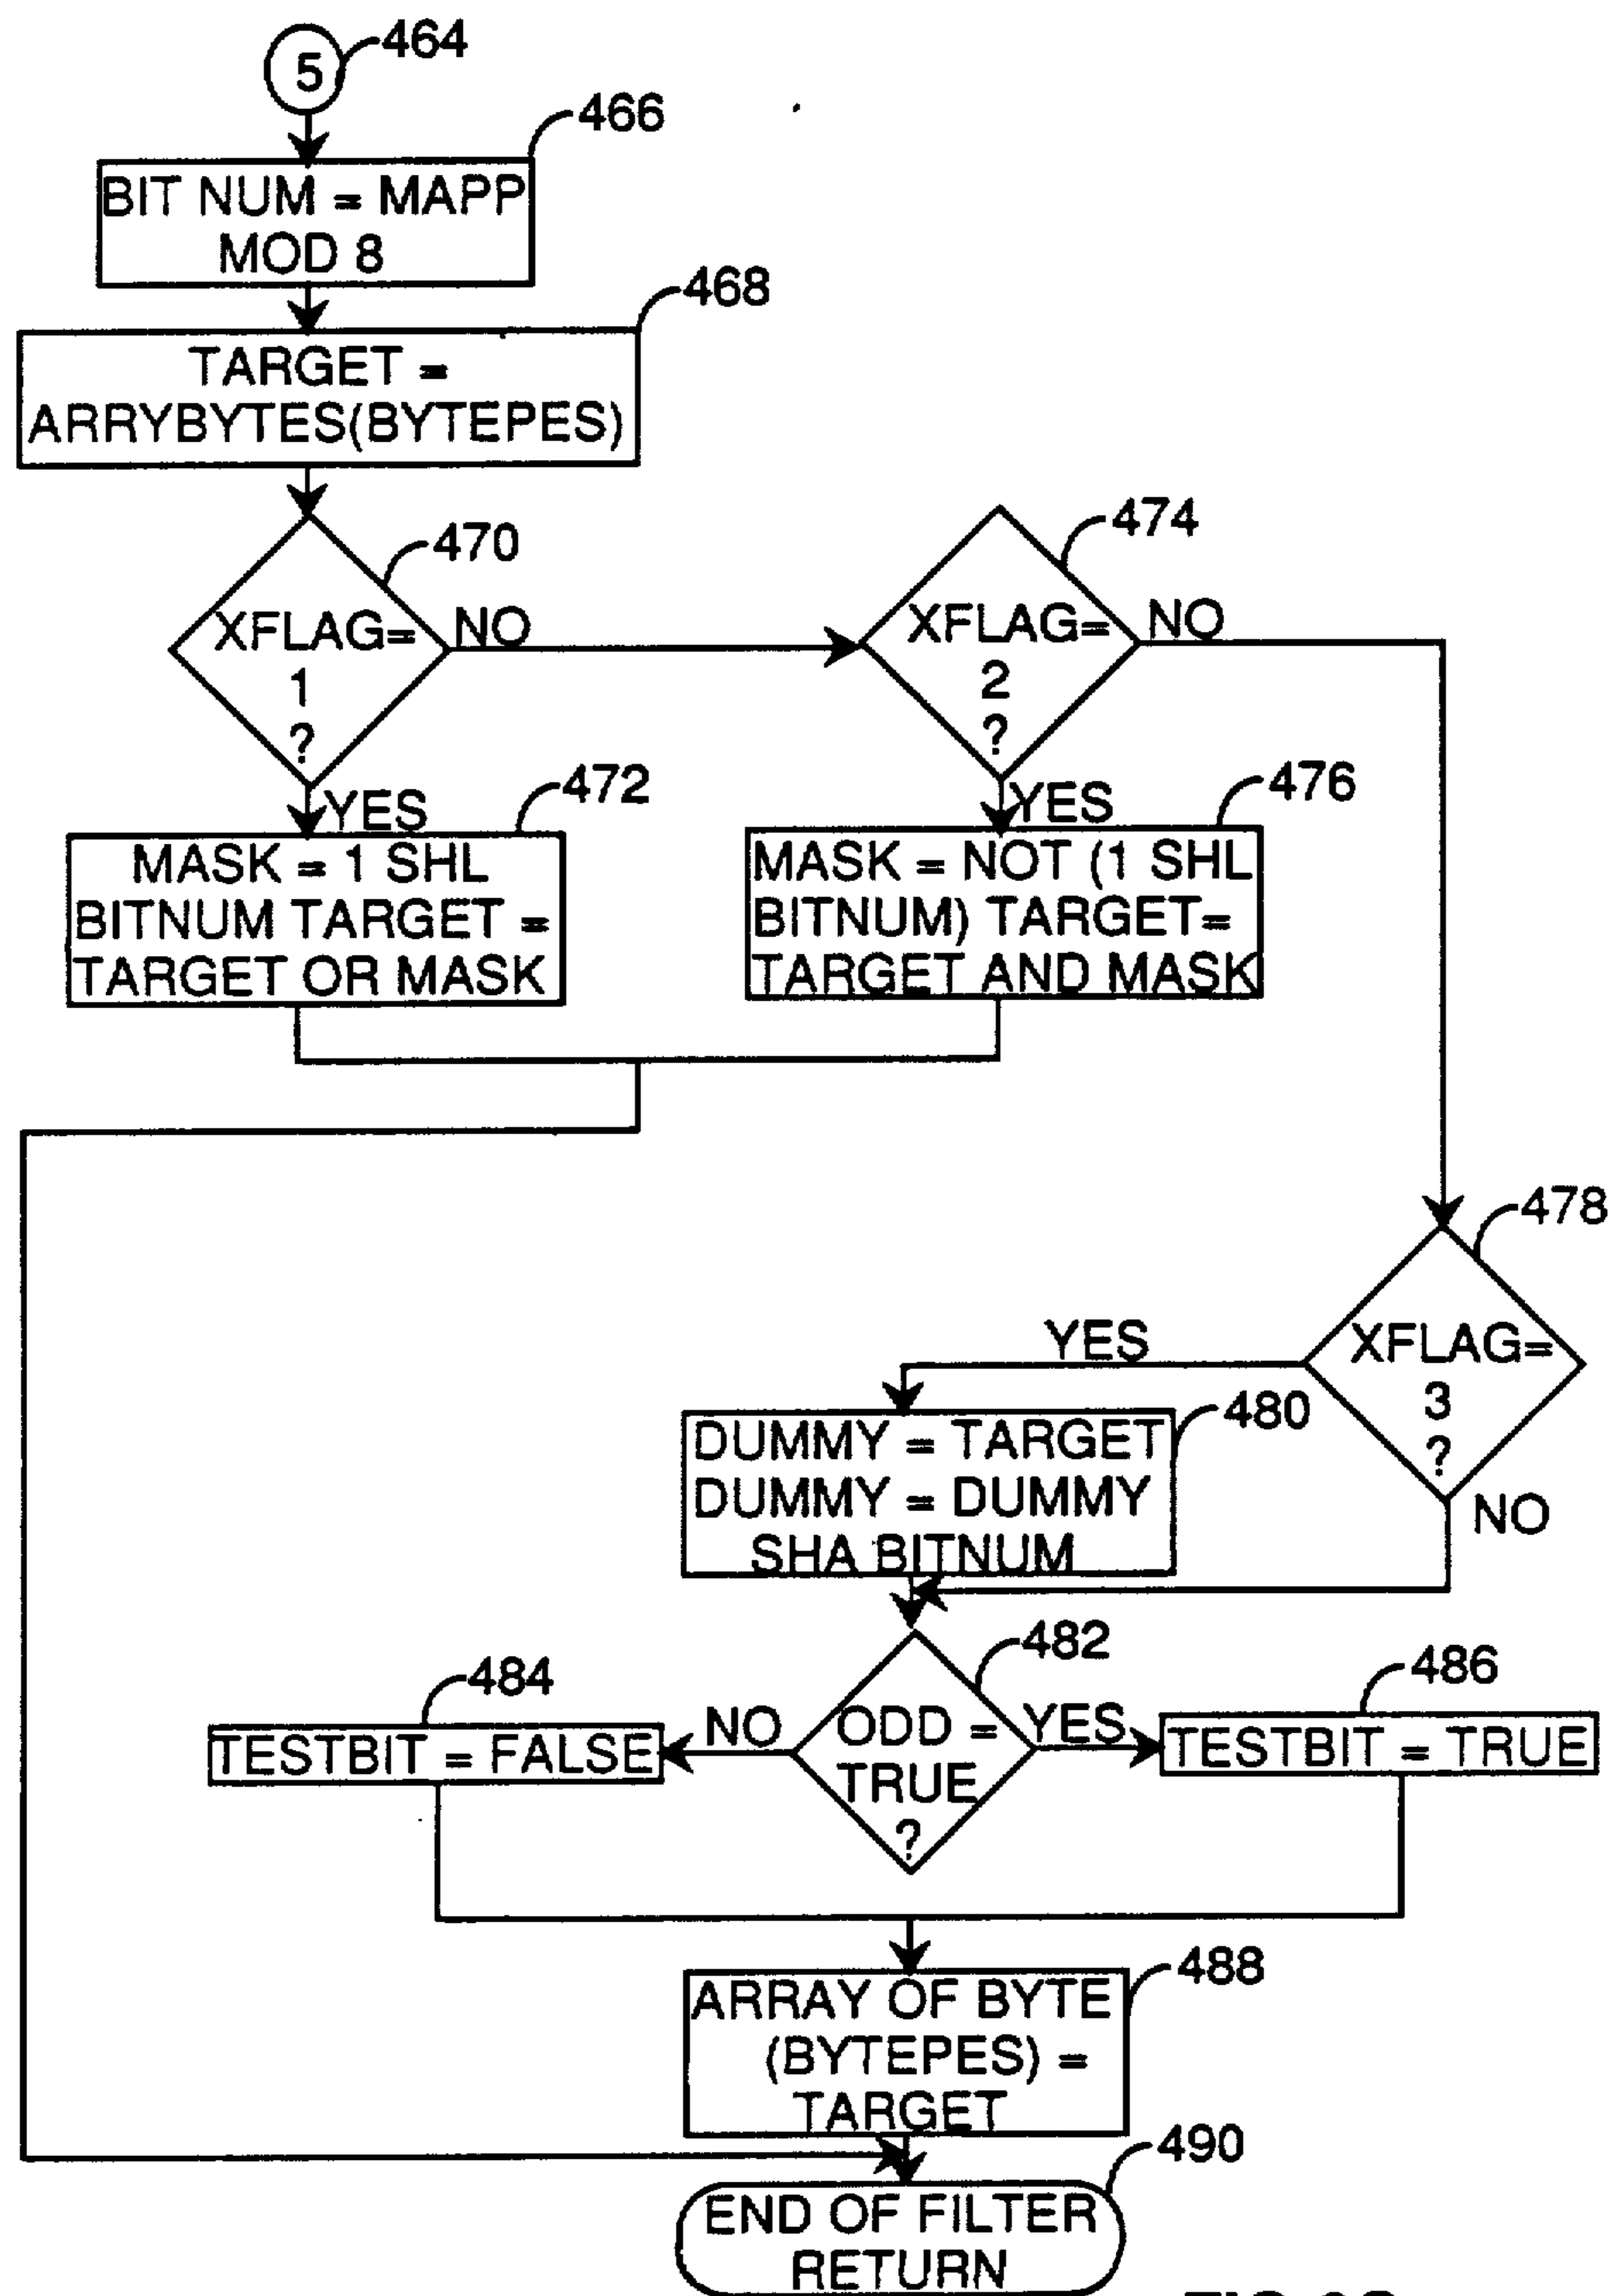 5
464
466
BIT NUM = MAPP
MOD 8
468
TARGET =
ARRYBYTES(BYTEPES)
470
XFLAG=
1
?
NO
474
XFLAG=
2
?
NO
YES
472
MASK = 1 SHL
BITNUM TARGET =
TARGET OR MASK
YES
476
MASK = NOT (1 SHL
BITNUM) TARGET=
TARGET AND MASK
478
XFLAG=
3
?
YES
NO
480
DUMMY = TARGET
DUMMY = DUMMY
SHA BITNUM
482
ODD =
TRUE
?
NO
YES
484
TESTBIT = FALSE
486
TESTBIT = TRUE
488
ARRAY OF BYTE
(BYTEPES) =
TARGET
490
END OF FILTER
RETURN